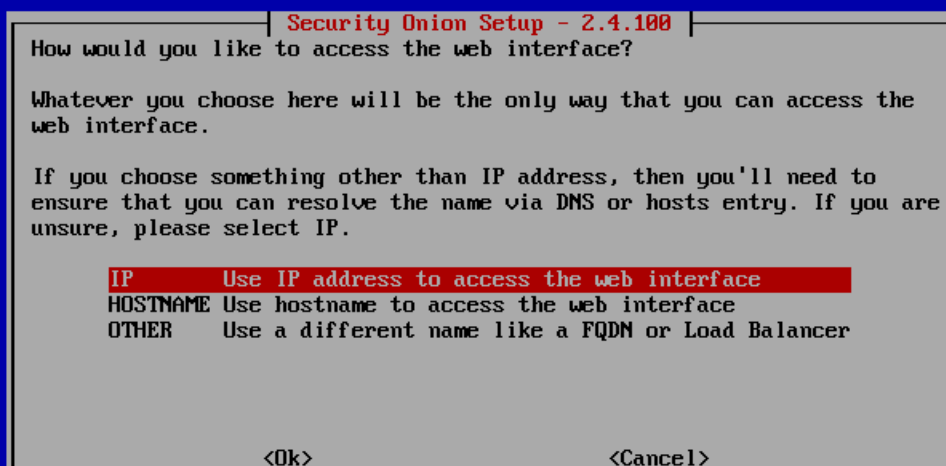 Security Onion Setup - 2.4.100
How would you like to access the web interface?
Whatever you choose here will be the only way that you can access the
web interface.
If you choose something other than IP address, then you'll need to
ensure that you can resolve the name via DNS or hosts entry. If you are
unsure, please select IP.
IP Use IP address to access the web interface
HOSTNAME Use hostname to access the web interface
OTHER Use a different name like a FQDN or Load Balancer
<Ok> <Cancel>